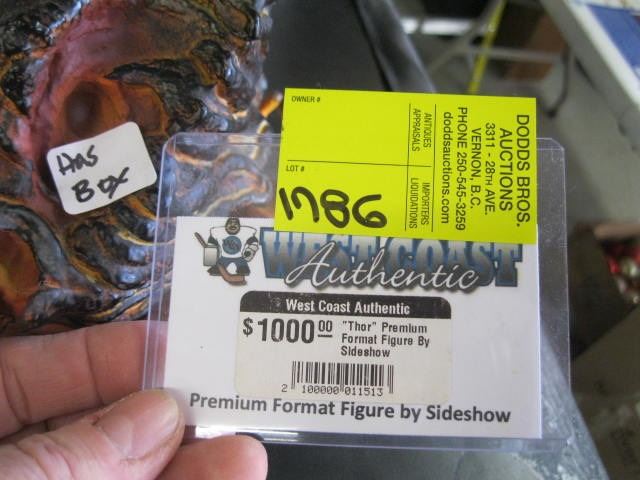 HAS
BOX
OWNER #
LOT #
1786
ANTIQUES
APPRAISALS
IMPORTERS
LIQUIDATIONS
DODDS BROS.
AUCTIONS
3311 - 28TH AVE.
VERNON, B.C.
PHONE 250-545-3259
doddsauctions.com
WEST COAST
Authentic
West Coast Authentic
$1000.00
"Thor" Premium
Format Figure By
Sideshow
2 100000 011513
Premium Format Figure by Sideshow